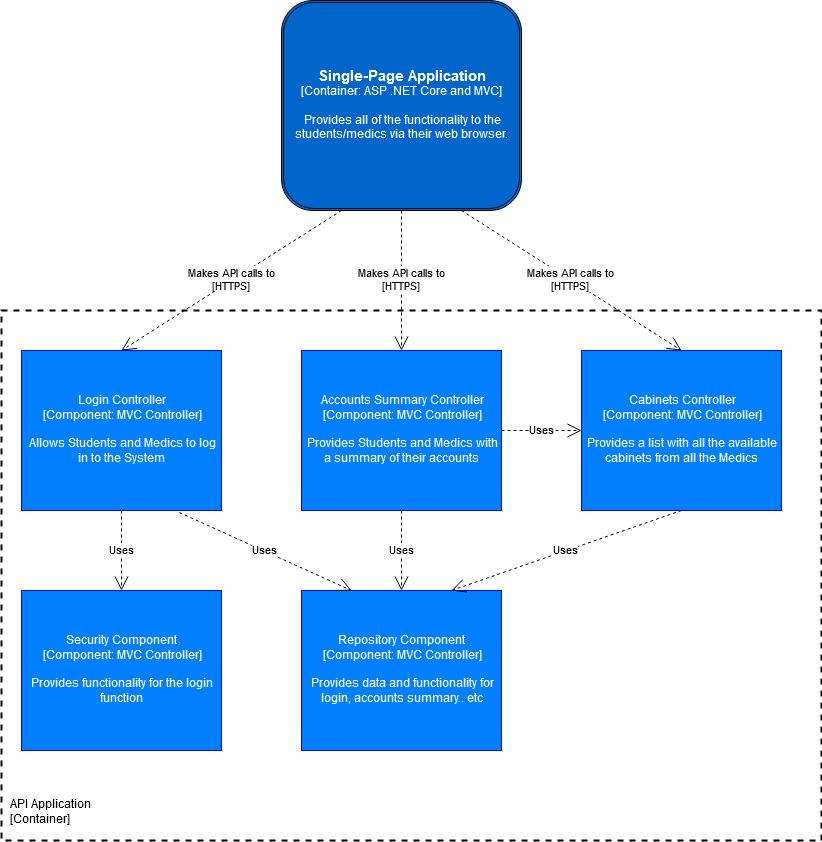 Single-Page Application
[Container: ASP .NET Core and MVC]
Provides all of the functionality to the
students/medics via their web browser.
Makes API calls to
[HTTPS]
Makes API calls to
[HTTPS]
Makes API calls to
[HTTPS]
Login Controller
[Component: MVC Controller]
Allows Students and Medics to log
in to the System
Accounts Summary Controller
[Component: MVC Controller]
Provides Students and Medics with
a summary of their accounts
Uses
Cabinets Controller
[Component: MVC Controller]
Provides a list with all the available
cabinets from all the Medics
Uses
Uses
Uses
Uses
Security Component
[Component: MVC Controller]
Provides functionality for the login
function
Repository Component
[Component: MVC Controller]
Provides data and functionality for
login, accounts summary.. etc
API Application
[Container]